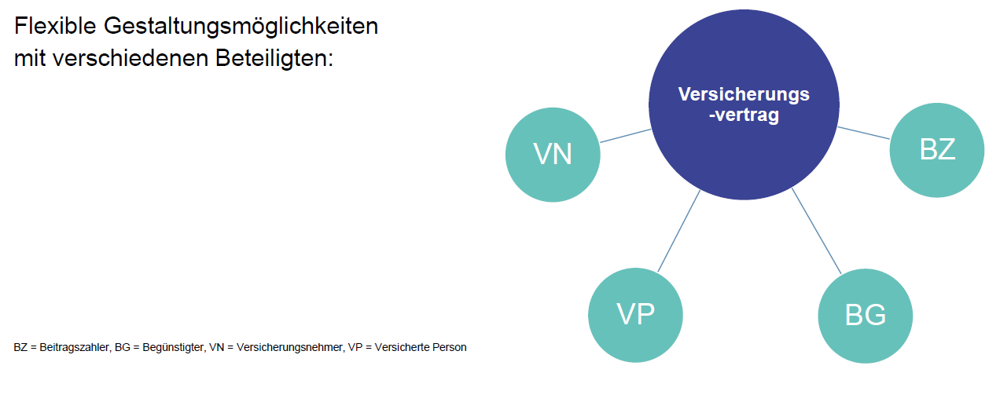 Flexible Gestaltungsmöglichkeiten
mit verschiedenen Beteiligten:
Versicherungs
-vertrag
VN
BZ
VP
BG
BZ = Beitragszahler, BG = Begünstigter, VN = Versicherungsnehmer, VP = Versicherte Person